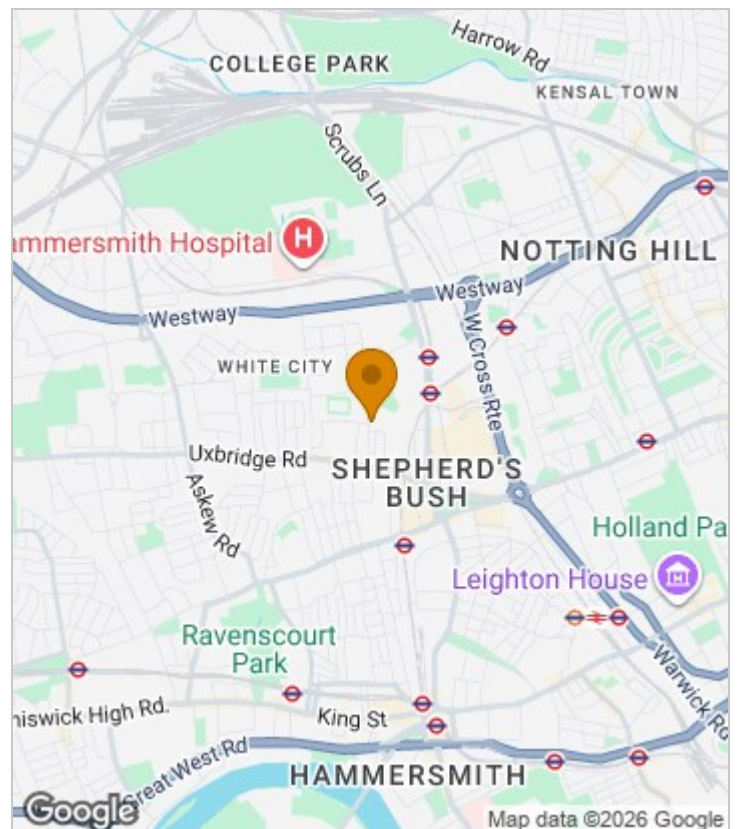 Harrow Rd
COLLEGE PARK
KENSAL TOWN
Scrubs Ln
ammersmith Hospital
H
NOTTING HILL
Westway
Westway
W Cross Rte
WHITE CITY
Uxbridge Rd
SHEPHERD'S
BUSH
Askew Rd
Holland Pa
Leighton House
Ravenscourt
Park
Warwick Rd
hiswick High Rd.
King St
Great West Rd
HAMMERSMITH
Google
Map data ©2026 Google